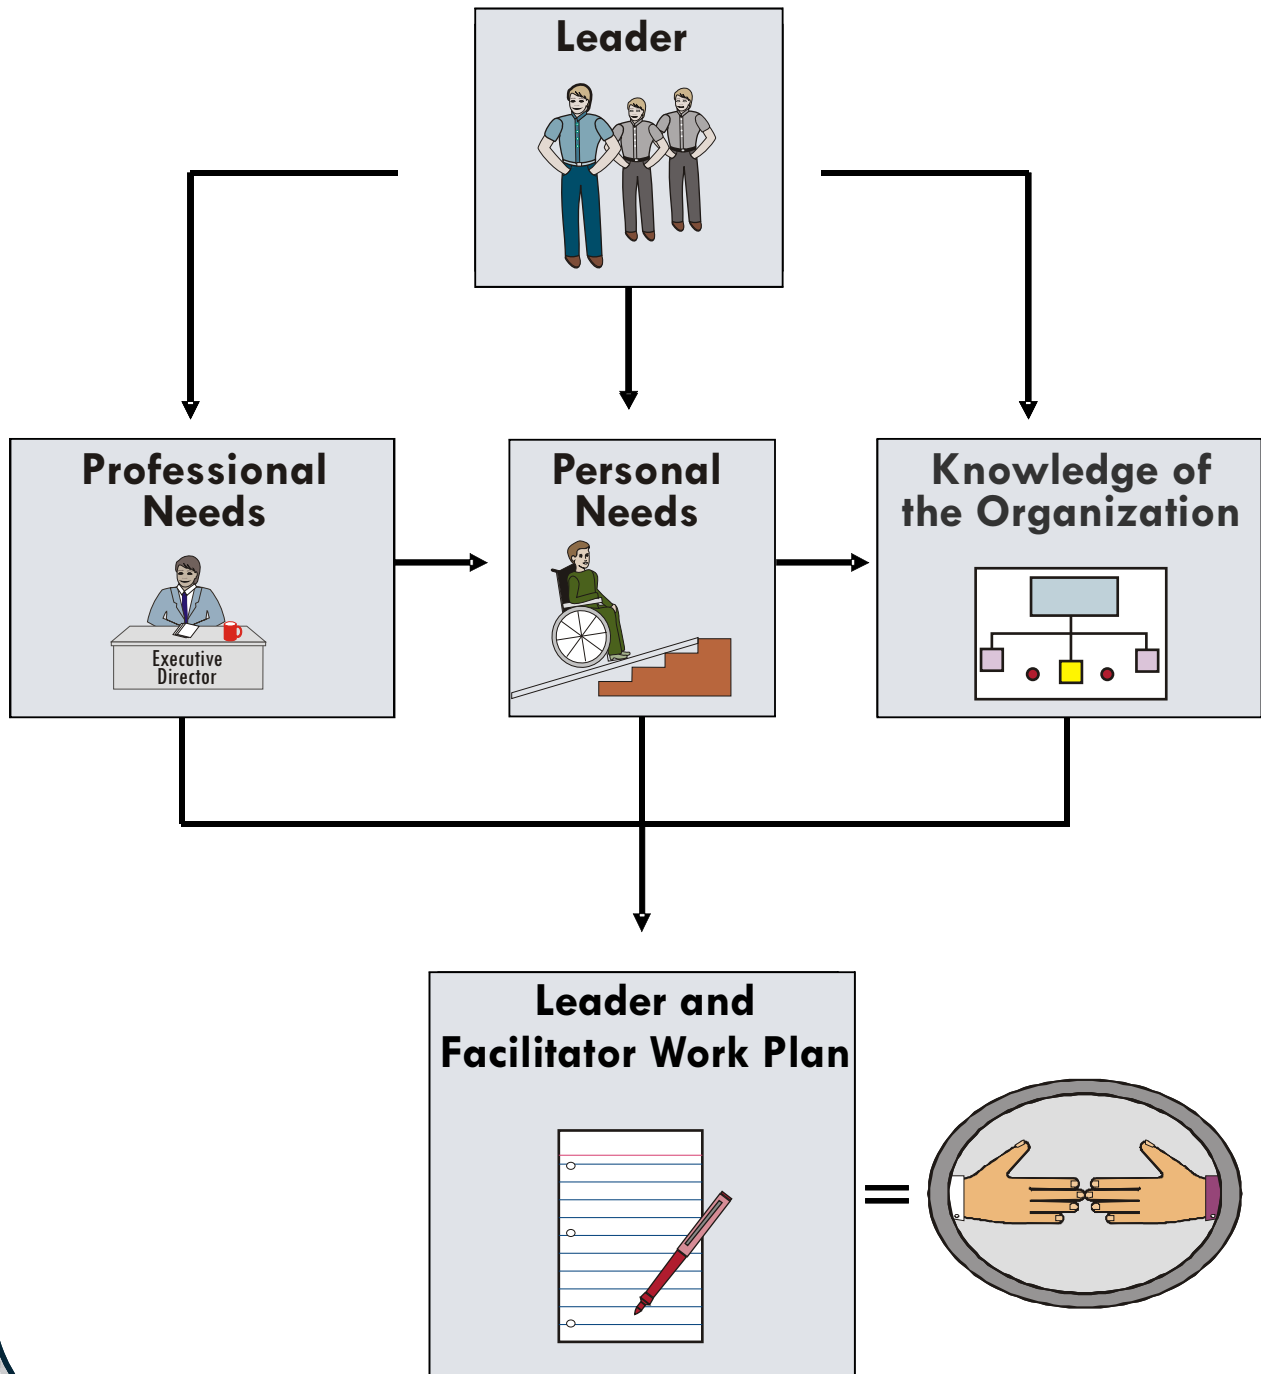 Leader
Professional
Needs
Executive
Director
Personal
Needs
Knowledge of
the Organization
Leader and
Facilitator Work Plan
=